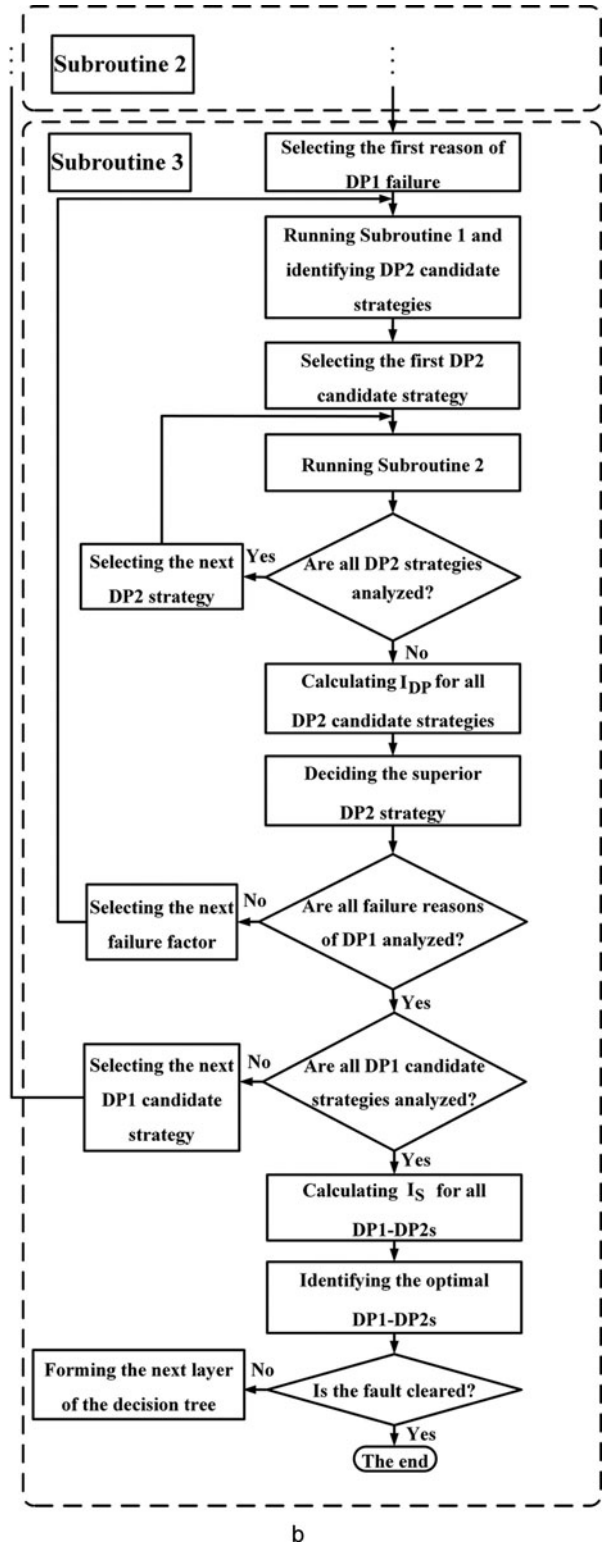 Subroutine 2
Subroutine 3
Selecting the first reason of
DP1 failure
Running Subroutine 1 and
identifying DP2 candidate
strategies
Selecting the first DP2
candidate strategy
Running Subroutine 2
Selecting the next
DP2 strategy
Yes
Are all DP2 strategies
analyzed?
No
Calculating I_DP for all
DP2 candidate strategies
Deciding the superior
DP2 strategy
Selecting the next
failure factor
No
Are all failure reasons
of DP1 analyzed?
Yes
Selecting the next
DP1 candidate
strategy
No
Are all DP1 candidate
strategies analyzed?
Yes
Calculating I_S for all
DP1-DP2s
Identifying the optimal
DP1-DP2s
Forming the next layer
of the decision tree
No
Is the fault cleared?
Yes
The end
b